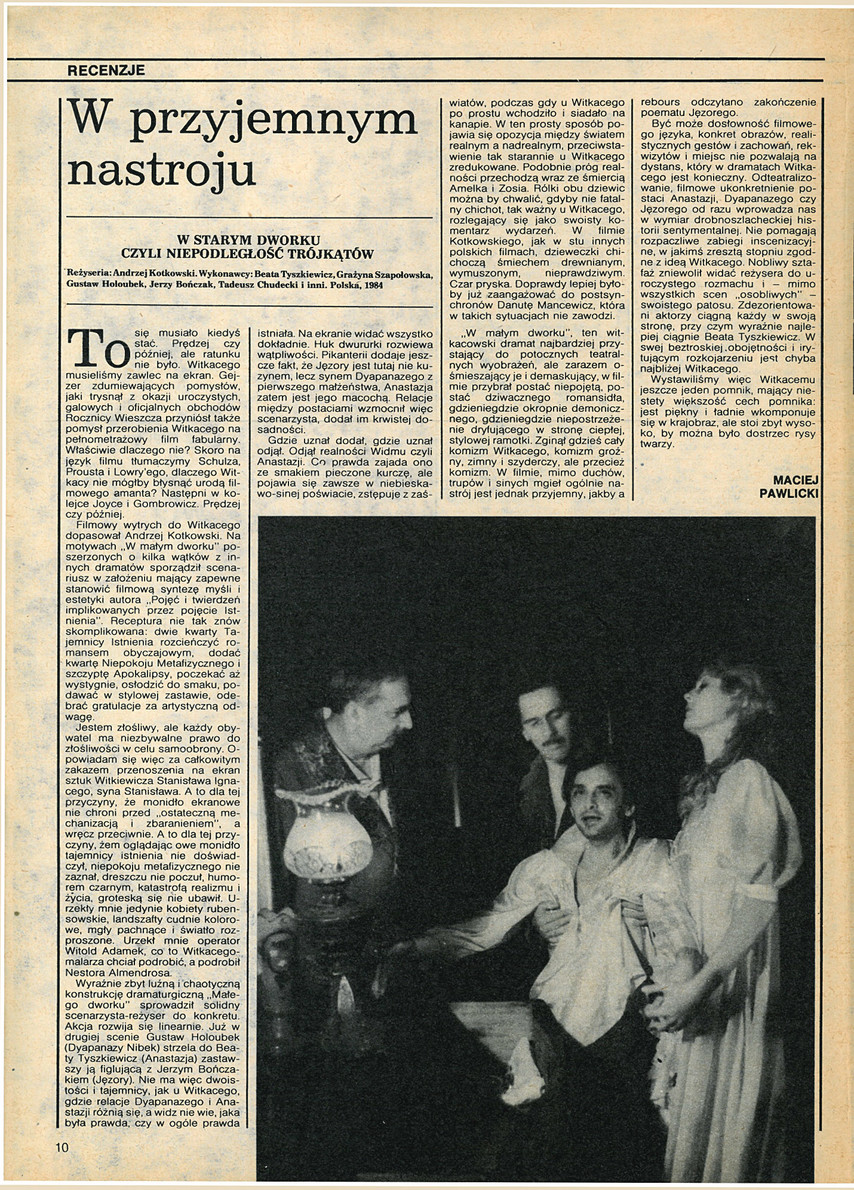 RECENZJE
W przyjemnym
nastroju
W STARYM DWORKU
CZYLI NIEPODLEGŁOŚĆ TRÓJKĄTÓW
Reżyseria: Andrzej Kotkowski. Wykonawcy: Beata Tyszkiewicz, Grażyna Szapołowska,
Gustaw Holoubek, Jerzy Bończak, Tadeusz Chudecki i inni. Polska, 1984
To się musiało kiedyś
stać. Prędzej czy
później, ale ratunku
nie było. Witkacego
musieliśmy zawlec na ekran. Gej-
zer zdumiewających pomysłów,
jaki trysnął z okazji uroczystych,
galowych i oficjalnych obchodów
Rocznicy Wieszcza przyniósł także
pomysł przerobienia Witkacego na
pełnometrażowy film fabularny.
Właściwie dlaczego nie? Skoro na
język filmu tłumaczymy Schulza,
Prousta i Lowry'ego, dlaczego Wit-
kacy nie mógłby błysnąć urodą fil-
mowego amanta? Następni w ko-
lejce Joyce i Gombrowicz. Prędzej
czy później.
Filmowy wytrych do Witkacego
dopasował Andrzej Kotkowski. Na
motywach „W małym dworku" po-
szerzonych o kilka wątków z in-
nych dramatów sporządził scena-
riusz w założeniu mający zapewne
stanowić filmową syntezę myśli i
estetyki autora „Pojęć i twierdzeń
implikowanych przez pojęcie Ist-
nienia". Receptura nie tak znów
skomplikowana: dwie kwarty Ta-
jemnicy Istnienia rozcieńczyć ro-
mansem obyczajowym, dodać
kwartę Niepokoju Metafizycznego i
szczyptę Apokalipsy, poczekać aż
wystygnie, osłodzić do smaku, po-
dawać w stylowej zastawie, ode-
brać gratulacje za artystyczną od-
wagę.
Jestem złośliwy, ale każdy oby-
watel ma niezbywalne prawo do
złośliwości w celu samoobrony. O-
powiadam się więc za całkowitym
zakazem przenoszenia na ekran
sztuk Witkiewicza Stanisława Igna-
cego, syna Stanisława. A to dla tej
przyczyny, że monidło ekranowe
nie chroni przed „ostateczną me-
chanizacją i zbaranieniem", a
wręcz przeciwnie. A to dla tej przy-
czyny, żem oglądając owe monidło
tajemnicy istnienia nie doświad-
czył, niepokoju metafizycznego nie
zaznał, dreszczu nie poczuł, humo-
rem czarnym, katastrofą realizmu i
życia, groteską się nie ubawił. U-
rzekły mnie jedynie kobiety ruben-
sowskie, landszafty cudnie koloro-
we, mgły pachnące i światło roz-
proszone. Urzekł mnie operator
Witold Adamek, co to Witkacego-
malarza chciał podrobić, a podrobił
Nestora Almendrosa.
Wyraźnie zbyt luźną i chaotyczną
konstrukcję dramaturgiczną „Małe-
go dworku" sprowadził solidny
scenarzysta-reżyser do konkretu.
Akcja rozwija się linearnie. Już w
drugiej scenie Gustaw Holoubek
(Dyapanazy Nibek) strzela do Bea-
ty Tyszkiewicz (Anastazja) zastaw-
szy ją figlującą z Jerzym Bończa-
kiem (Jęzory). Nie ma więc dwois-
tości i tajemnicy, jak u Witkacego,
gdzie relacje Dyapanazego i Ana-
stazji różnią się, a widz nie wie, jaka
była prawda, czy w ogóle prawda
istniała. Na ekranie widać wszystko
dokładnie. Huk dwururki rozwiewa
wątpliwości. Pikanterii dodaje jesz-
cze fakt, że Jęzory jest tutaj nie ku-
zynem, lecz synem Dyapanazego z
pierwszego małżeństwa, Anastazja
zatem jest jego macochą. Relacje
między postaciami wzmocnił więc
scenarzysta, dodał im krwistej do-
sadności.
Gdzie uznał dodał, gdzie uznał
odjął. Odjął realności Widmu czyli
Anastazji. Co prawda zajada ono
ze smakiem pieczone kurczę, ale
pojawia się zawsze w niebieska-
wo-sinej poświacie, zstępuje z zaś-
wiatów, podczas gdy u Witkacego
po prostu wchodziło i siadało na
kanapie. W ten prosty sposób po-
jawia się opozycja między światem
realnym a nadrealnym, przeciwsta-
wienie tak starannie u Witkacego
zredukowane. Podobnie próg real-
ności przechodzą wraz ze śmiercią
Amelka i Zosia. Rólki obu dziewic
można by chwalić, gdyby nie fatal-
ny chichot, tak ważny u Witkacego,
rozlegający się jako swoisty ko-
mentarz wydarzeń. W filmie
Kotkowskiego, jak w stu innych
polskich filmach, dzieweczki chi-
choczą śmiechem drewnianym,
wymuszonym, nieprawdziwym.
Czar pryska. Doprawdy lepiej było-
by już zaangażować do postsyn-
chronów Danutę Mancewicz, która
w takich sytuacjach nie zawodzi.
„W małym dworku", ten wit-
kacowski dramat najbardziej przy-
stający do potocznych teatral-
nych wyobrażeń, ale zarazem o-
śmieszający je i demaskujący, w fil-
mie przybrał postać niepojętą, po-
stać dziwacznego romansidła,
gdzieniegdzie okropnie demonicz-
nego, gdzieniegdzie niepostrzeże-
nie dryfującego w stronę ciepłej,
stylowej ramotki. Zginął gdzieś cały
komizm Witkacego, komizm groź-
ny, zimny i szyderczy, ale przecież
komizm. W filmie, mimo duchów,
trupów i sinych mgieł ogólnie na-
strój jest jednak przyjemny, jakby a
rebours odczytano zakończenie
poematu Jęzorego.
Być może dosłowność filmowe-
go języka, konkret obrazów, reali-
stycznych gestów i zachowań, rek-
wizytów i miejsc nie pozwalają na
dystans, który w dramatach Witka-
cego jest konieczny. Odteatralizo-
wanie, filmowe ukonkretnienie po-
staci Anastazji, Dyapanazego czy
Jęzorego od razu wprowadza nas
w wymiar drobnoszlacheckiej his-
torii sentymentalnej. Nie pomagają
rozpaczliwe zabiegi inscenizacyj-
ne, w jakimś zresztą stopniu zgod-
ne z ideą Witkacego. Nobliwy szta-
faż zniewolił widać reżysera do u-
roczystego rozmachu i – mimo
wszystkich scen „osobliwych" –
swoistego patosu. Zdezorientowa-
ni aktorzy ciągną każdy w swoją
stronę, przy czym wyraźnie najle-
piej ciągnie Beata Tyszkiewicz. W
swej beztroskiej obojętności i iry-
tującym rozkojarzeniu jest chyba
najbliżej Witkacego.
Wystawiliśmy więc Witkacemu
jeszcze jeden pomnik, mający nie-
stety większość cech pomnika:
jest piękny i ładnie wkomponuje
się w krajobraz, ale stoi zbyt wyso-
ko, by można było dostrzec rysy
twarzy.
MACIEJ
PAWLICKI
10